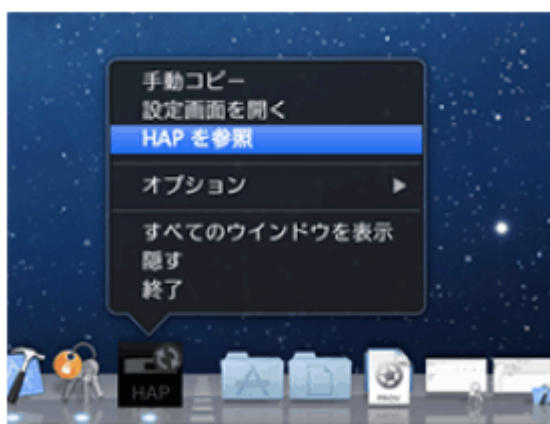 手動コピー
設定画面を開く
HAP を参照
オプション
すべてのウインドウを表示
隠す
終了
HAP
PROV